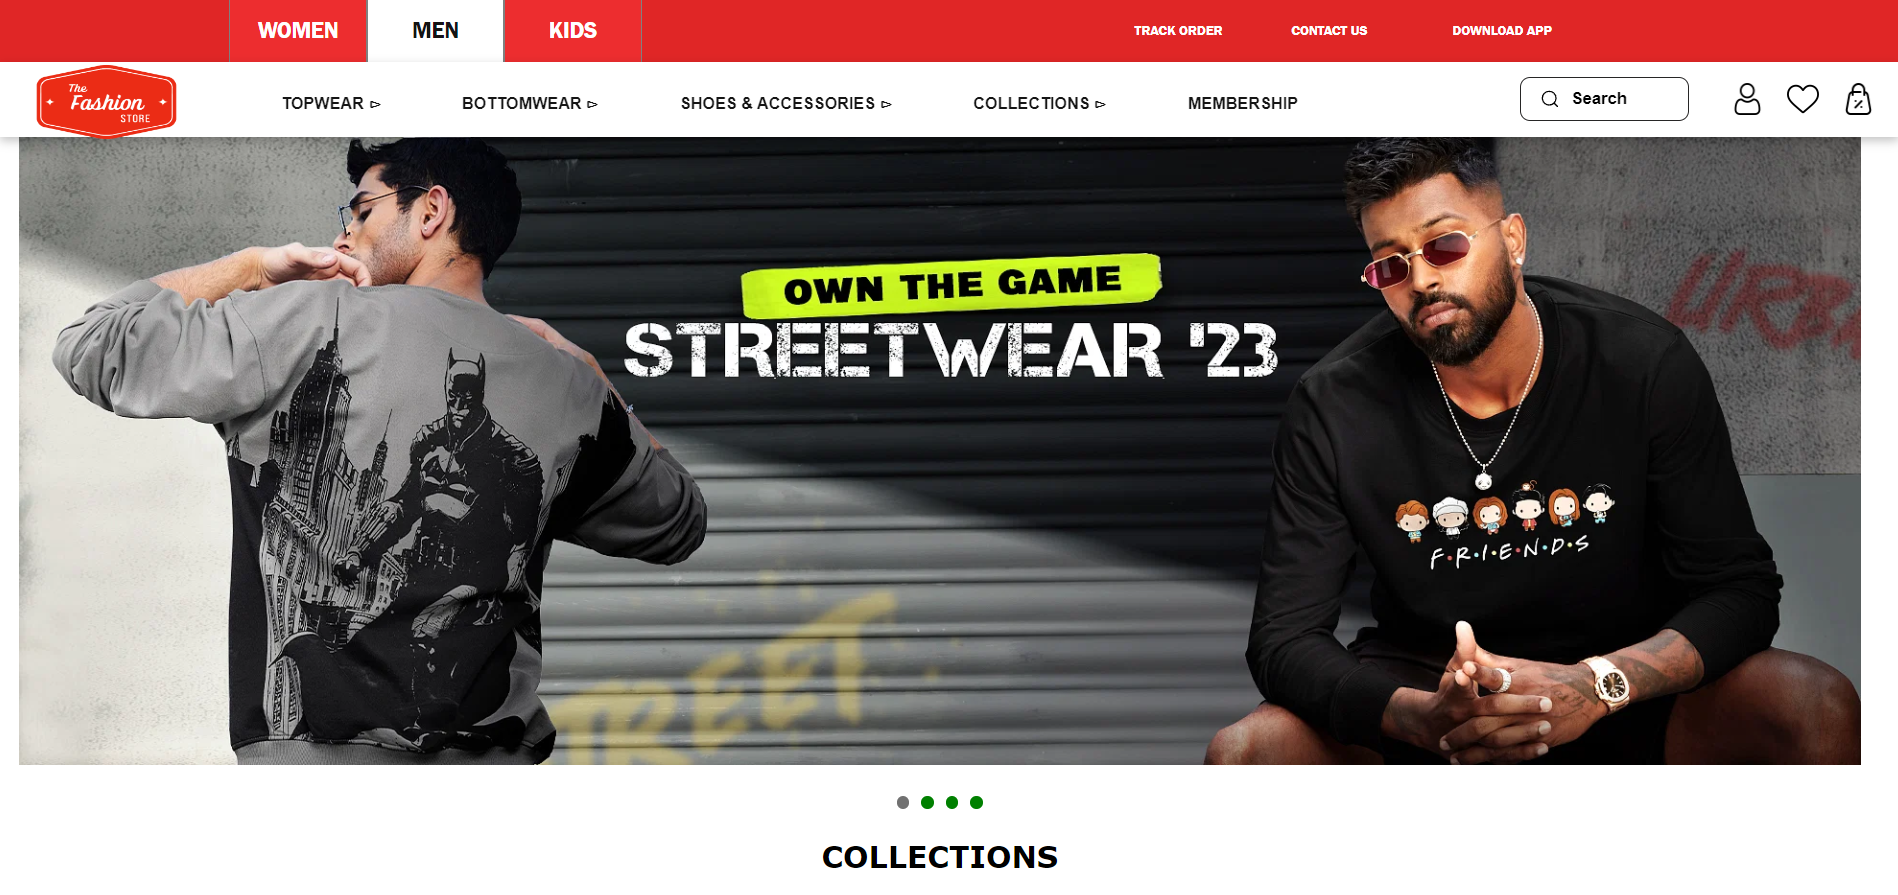 WOMEN MEN KIDS TRACK ORDER CONTACT US DOWNLOAD APP
The
Fashion
STORE
TOPWEAR BOTTOMWEAR SHOES & ACCESSORIES COLLECTIONS MEMBERSHIP Search
OWN THE GAME
STREETWEAR '23
URBA
F·R·I·E·N·D·S
STREET
COLLECTIONS